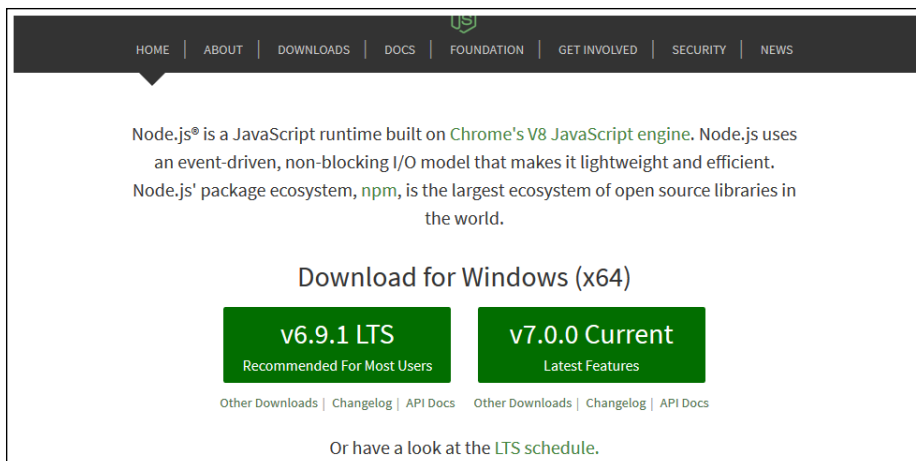 JS
HOME | ABOUT | DOWNLOADS | DOCS | FOUNDATION | GET INVOLVED | SECURITY | NEWS
Node.js® is a JavaScript runtime built on Chrome's V8 JavaScript engine. Node.js uses
an event-driven, non-blocking I/O model that makes it lightweight and efficient.
Node.js' package ecosystem, npm, is the largest ecosystem of open source libraries in
the world.
Download for Windows (x64)
v6.9.1 LTS
Recommended For Most Users
v7.0.0 Current
Latest Features
Other Downloads | Changelog | API Docs
Other Downloads | Changelog | API Docs
Or have a look at the LTS schedule.